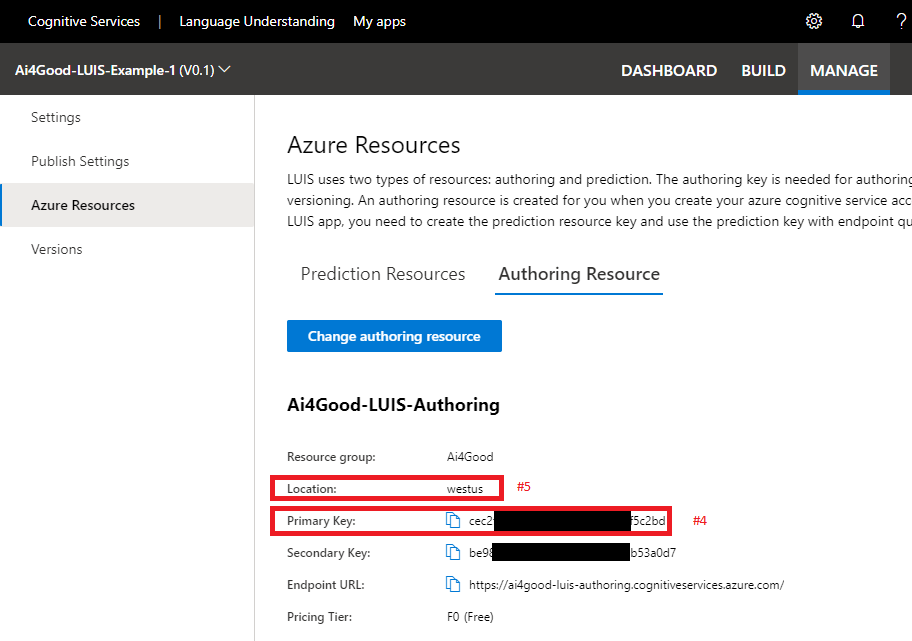 Cognitive Services | Language Understanding My apps ?
Ai4Good-LUIS-Example-1 (V0.1) DASHBOARD BUILD MANAGE
Settings
Publish Settings
Azure Resources
Versions
Azure Resources
LUIS uses two types of resources: authoring and prediction. The authoring key is needed for authoring
versioning. An authoring resource is created for you when you create your azure cognitive service acc
LUIS app, you need to create the prediction resource key and use the prediction key with endpoint qu
Prediction Resources Authoring Resource
Change authoring resource
Ai4Good-LUIS-Authoring
Resource group: Ai4Good
Location: westus #5
Primary Key: cec2 f5c2bd #4
Secondary Key: be98 b53a0d7
Endpoint URL: https://ai4good-luis-authoring.cognitiveservices.azure.com/
Pricing Tier: F0 (Free)